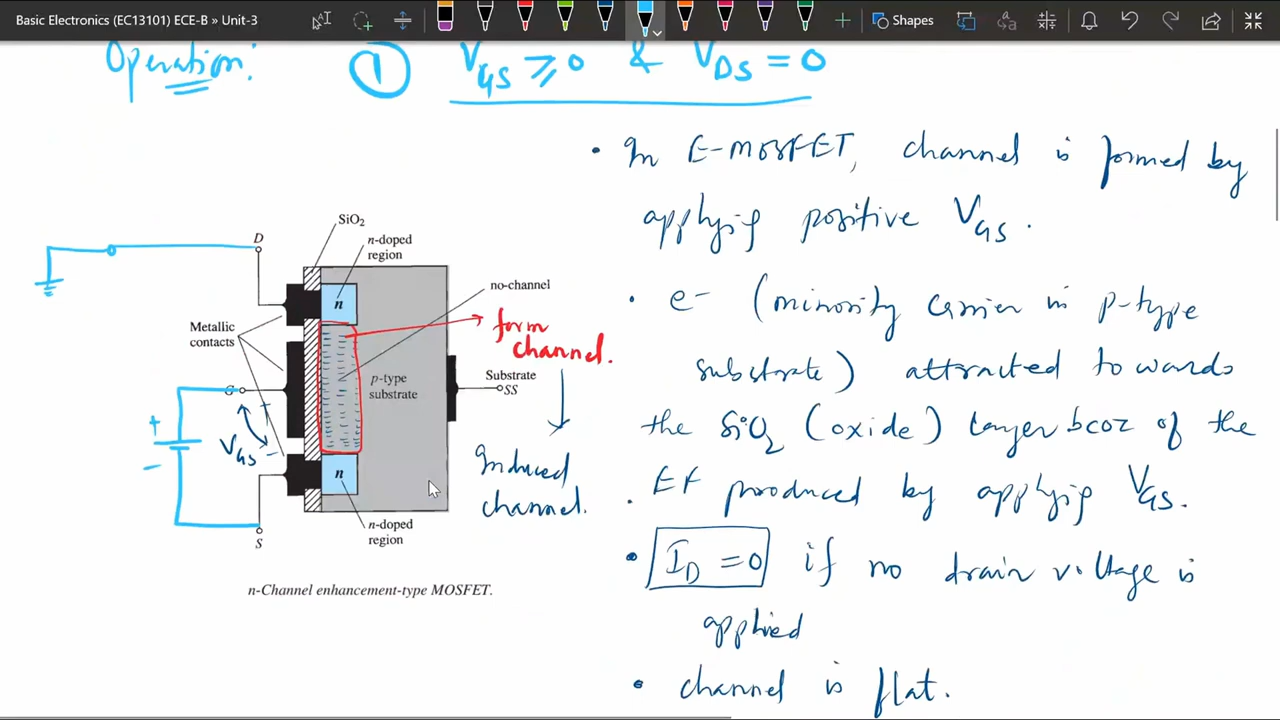 Basic Electronics (EC13101) ECE-B » Unit-3
Shapes
Operation: ① VGS ≥ 0 & VDS = 0
• In E-MOSFET, channel is formed by
applying positive VGS.
• e- (minority carrier in p-type
substrate) attracted towards
the SiO2 (oxide) layer bcoz of the
• EF produced by applying VGS.
• ID = 0 if no drain voltage is
applied
• channel is flat.
SiO2
D
n-doped
region
n
no-channel
form
channel.
Metallic
contacts
p-type
substrate
Substrate
SS
G
+
+
VGS
-
-
Induced
channel.
n
S
n-doped
region
n-Channel enhancement-type MOSFET.